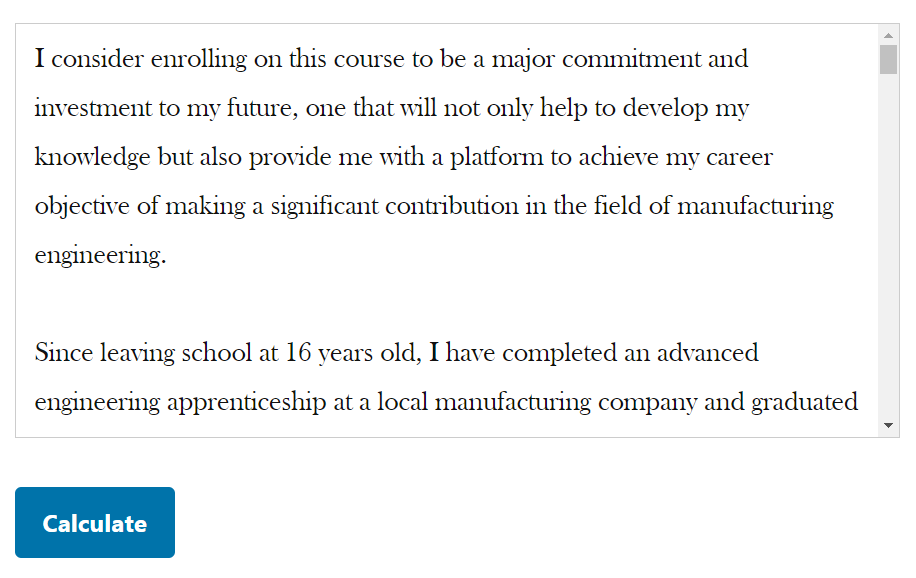 I consider enrolling on this course to be a major commitment and
investment to my future, one that will not only help to develop my
knowledge but also provide me with a platform to achieve my career
objective of making a significant contribution in the field of manufacturing
engineering.
Since leaving school at 16 years old, I have completed an advanced
engineering apprenticeship at a local manufacturing company and graduated
Calculate